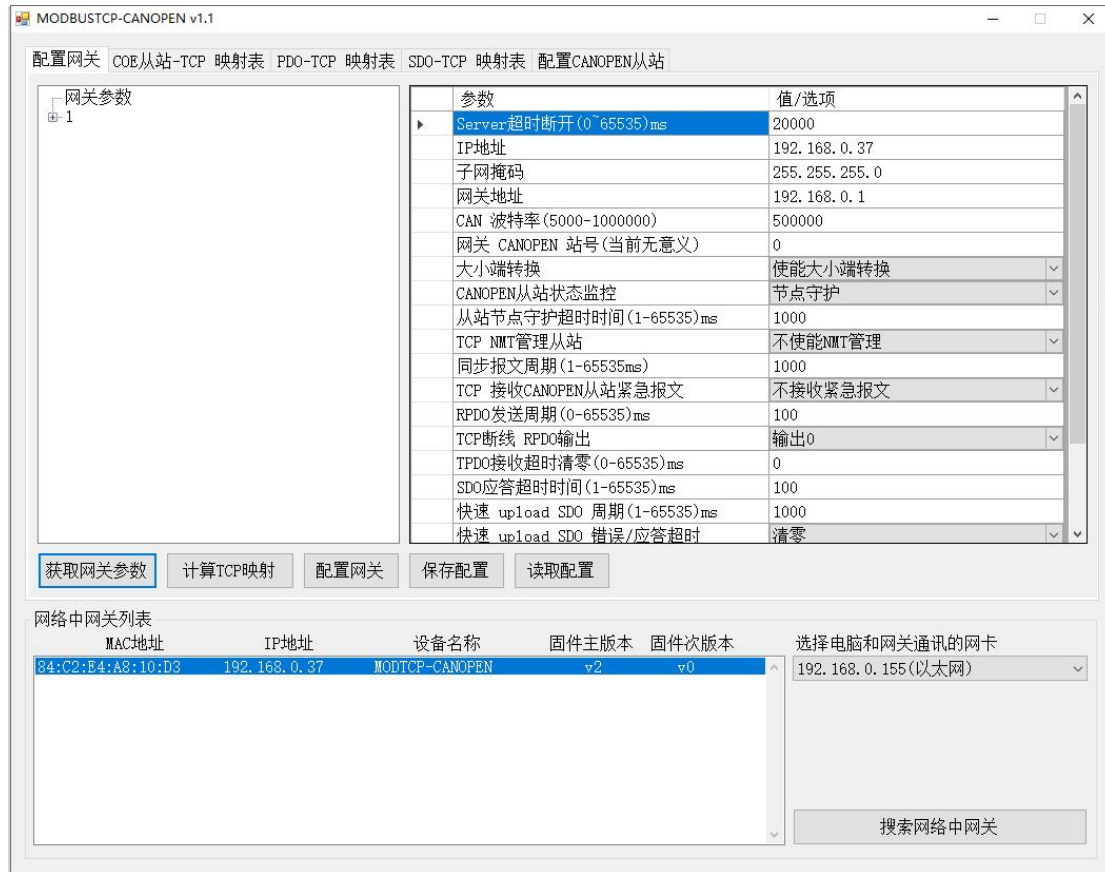 MODBUSTCP-CANOPEN v1.1
配置网关 COE从站-TCP 映射表 PDO-TCP 映射表 SDO-TCP 映射表 配置CANOPEN从站
网关参数
1
参数 值/选项
Server超时断开(0~65535)ms 20000
IP地址 192.168.0.37
子网掩码 255.255.255.0
网关地址 192.168.0.1
CAN 波特率(5000-1000000) 500000
网关 CANOPEN 站号(当前无意义) 0
大小端转换 使能大小端转换
CANOPEN从站状态监控 节点守护
从站节点守护超时时间(1-65535)ms 1000
TCP NMT管理从站 不使能NMT管理
同步报文周期(1-65535ms) 1000
TCP 接收CANOPEN从站紧急报文 不接收紧急报文
RPDO发送周期(0-65535)ms 100
TCP断线 RPDO输出 输出0
TPDO接收超时清零(0-65535)ms 0
SDO应答超时时间(1-65535)ms 100
快速 upload SDO 周期(1-65535)ms 1000
快速 upload SDO 错误/应答超时 清零
获取网关参数 计算TCP映射 配置网关 保存配置 读取配置
网络中网关列表
MAC地址 IP地址 设备名称 固件主版本 固件次版本 选择电脑和网关通讯的网卡
84:C2:E4:A8:10:D3 192.168.0.37 MODTCP-CANOPEN v2 v0 192.168.0.155(以太网)
搜索网络中网关